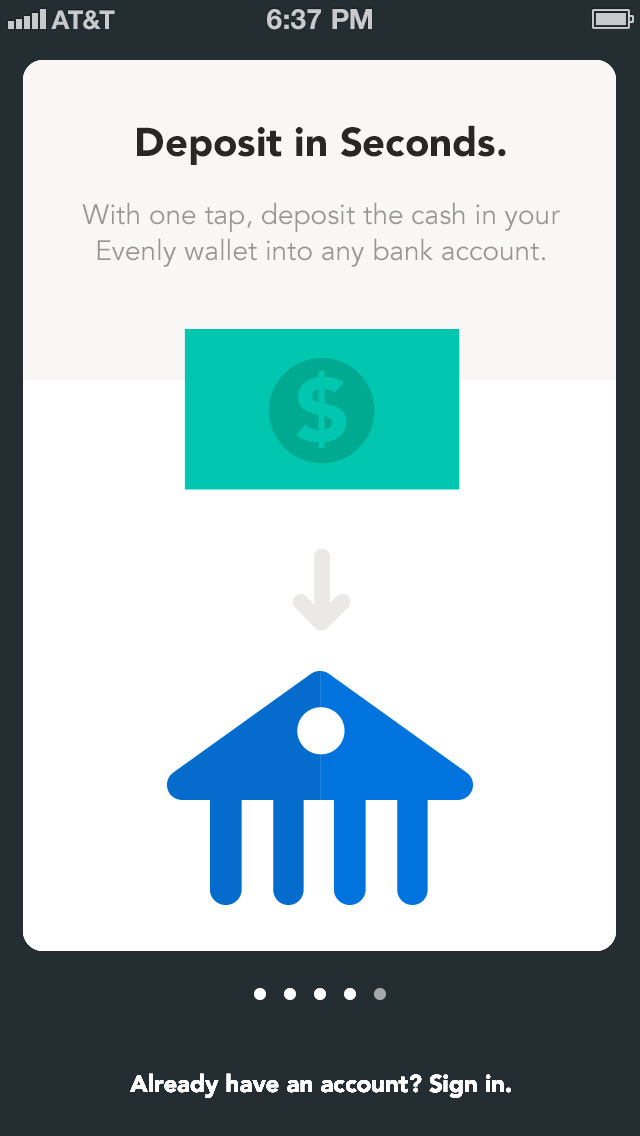 AT&T 6:37 PM
Deposit in Seconds.
With one tap, deposit the cash in your
Evenly wallet into any bank account.
$
Already have an account? Sign in.